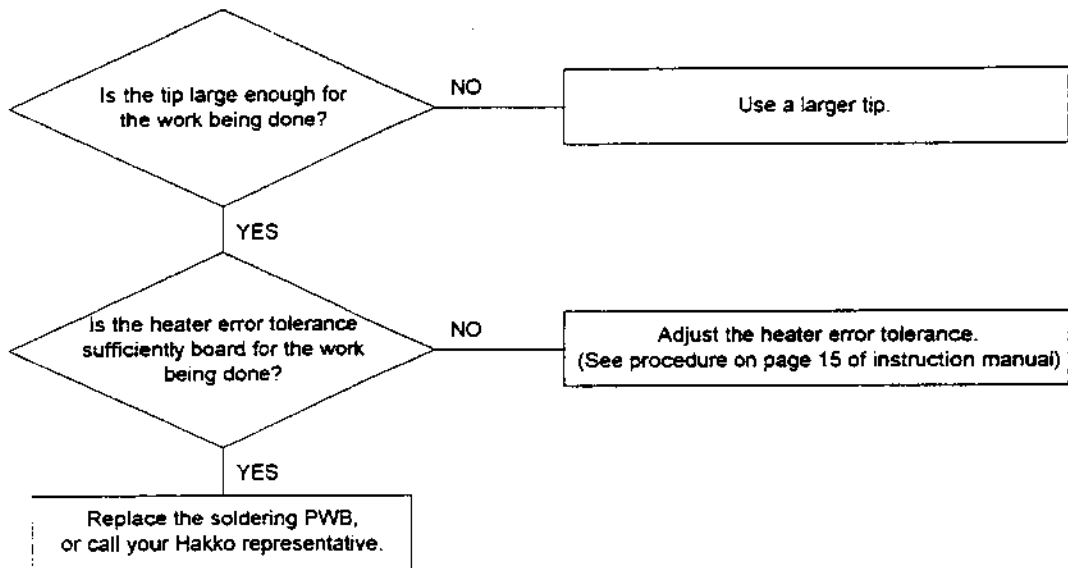 Is the tip large enough for
the work being done?
NO
Use a larger tip.
YES
Is the heater error tolerance
sufficiently board for the work
being done?
NO
Adjust the heater error tolerance.
(See procedure on page 15 of instruction manual)
YES
Replace the soldering PWB,
or call your Hakko representative.